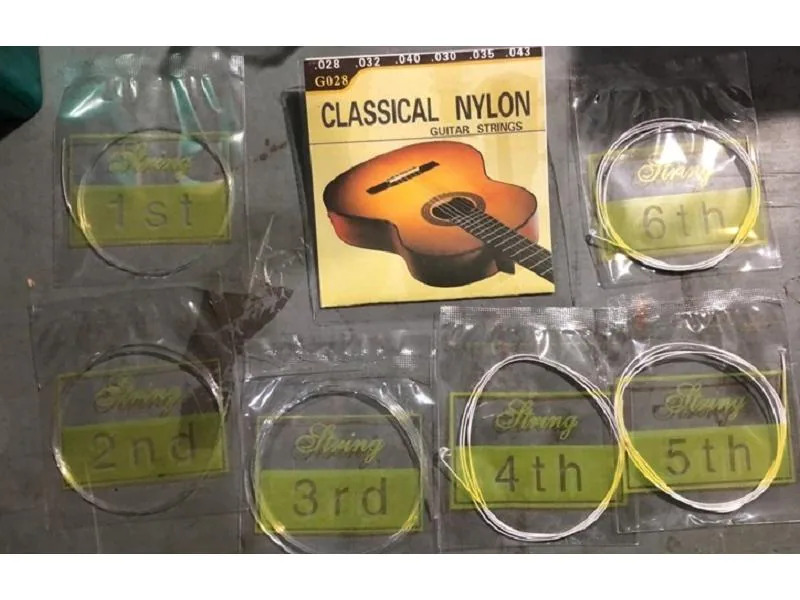 .028 .032 .040 .030 .035 .043
G028
CLASSICAL NYLON
GUITAR STRINGS
String
1st
String
6th
String
2nd
String
3rd
String
4th
String
5th